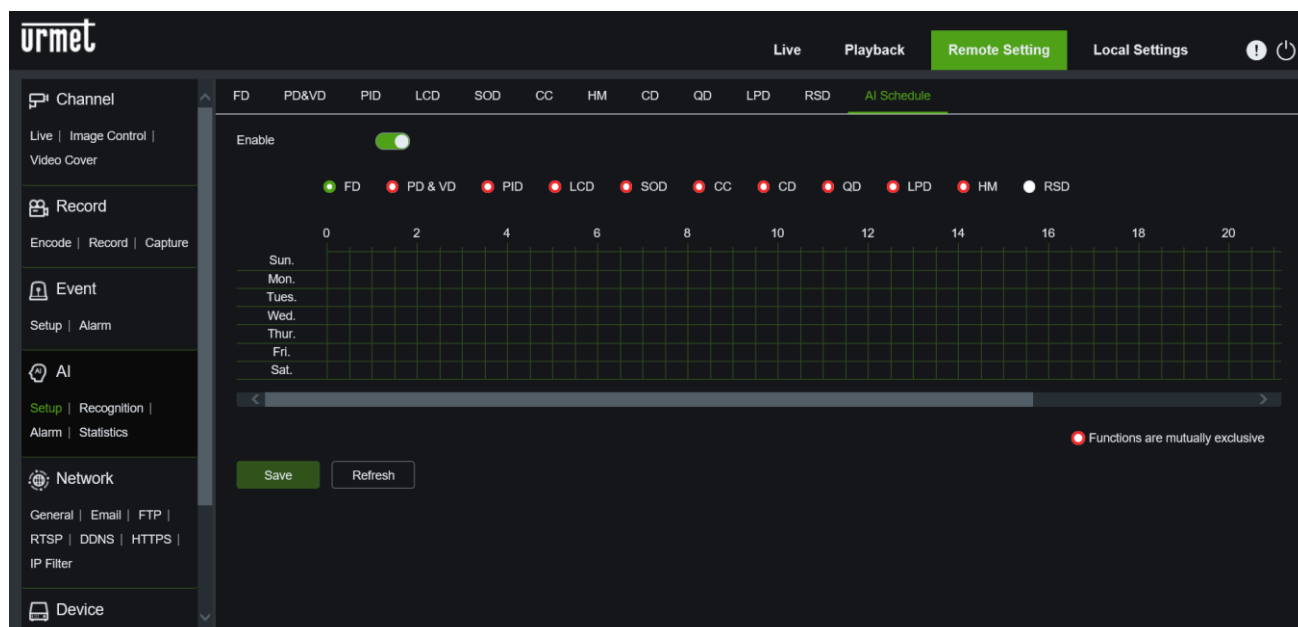 urmet
Live Playback Remote Setting Local Settings
Channel
Live | Image Control |
Video Cover
Record
Encode | Record | Capture
Event
Setup | Alarm
AI
Setup | Recognition |
Alarm | Statistics
Network
General | Email | FTP |
RTSP | DDNS | HTTPS |
IP Filter
Device
FD PD&VD PID LCD SOD CC HM CD QD LPD RSD AI Schedule
Enable
FD PD & VD PID LCD SOD CC CD QD LPD HM RSD
0 2 4 6 8 10 12 14 16 18 20
Sun.
Mon.
Tues.
Wed.
Thur.
Fri.
Sat.
Functions are mutually exclusive
Save Refresh